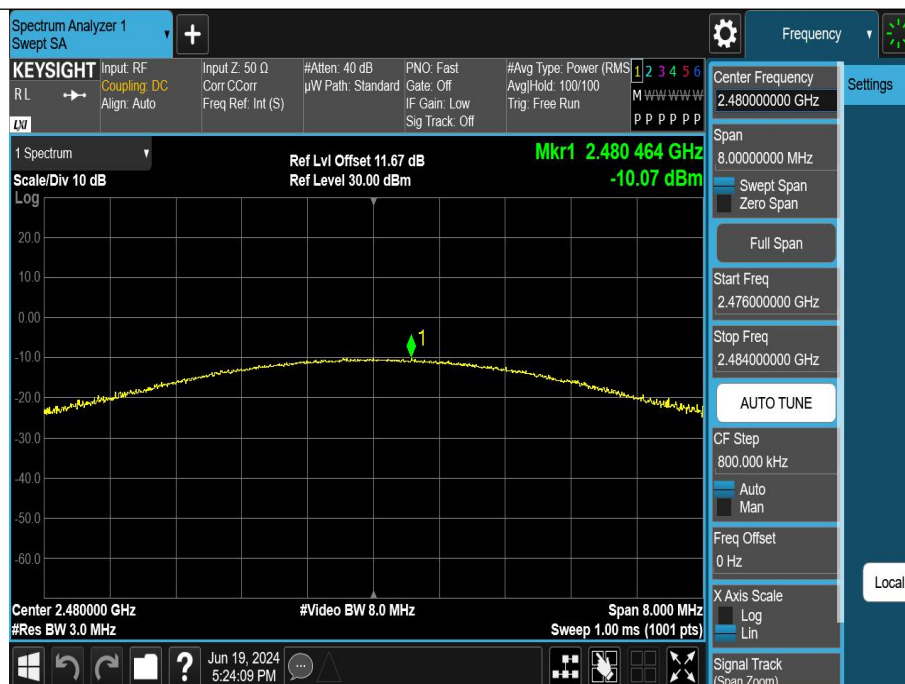 Spectrum Analyzer 1
Swept SA
Frequency
KEYSIGHT
RL
LXI
Input: RF
Coupling: DC
Align: Auto
Input Z: 50 Ω
Corr CCorr
Freq Ref: Int (S)
#Atten: 40 dB
µW Path: Standard
PNO: Fast
Gate: Off
IF Gain: Low
Sig Track: Off
#Avg Type: Power (RMS
Avg|Hold: 100/100
Trig: Free Run
1 2 3 4 5 6
M W W W W W
P P P P P P
1 Spectrum
Scale/Div 10 dB
Log
Ref Lvl Offset 11.67 dB
Ref Level 30.00 dBm
Mkr1 2.480 464 GHz
-10.07 dBm
20.0
10.0
0.00
-10.0
-20.0
-30.0
-40.0
-50.0
-60.0
1
Center 2.480000 GHz
#Res BW 3.0 MHz
#Video BW 8.0 MHz
Span 8.000 MHz
Sweep 1.00 ms (1001 pts)
Jun 19, 2024
5:24:09 PM
Center Frequency
2.480000000 GHz
Span
8.00000000 MHz
Swept Span
Zero Span
Full Span
Start Freq
2.476000000 GHz
Stop Freq
2.484000000 GHz
AUTO TUNE
CF Step
800.000 kHz
Auto
Man
Freq Offset
0 Hz
X Axis Scale
Log
Lin
Signal Track
(Span Zoom)
Settings
Local